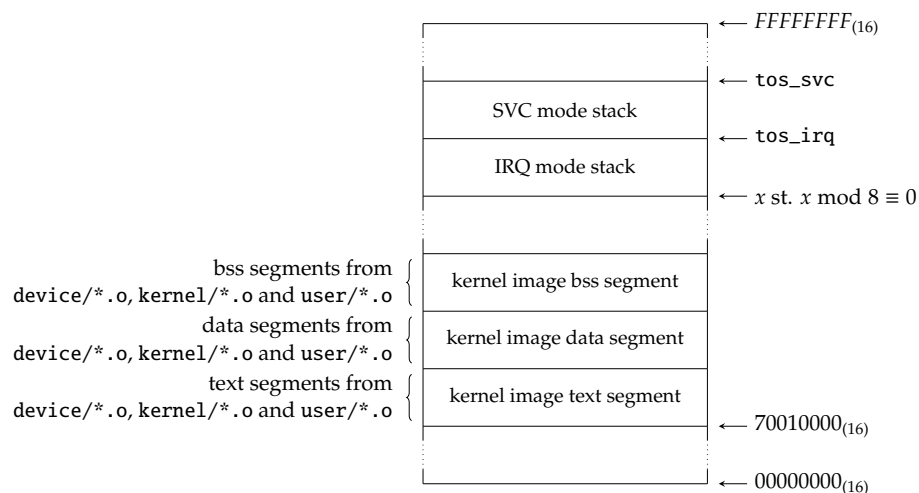 FFFFFFFF(16)
tos_svc
SVC mode stack
tos_irq
IRQ mode stack
x st. x mod 8 ≡ 0
bss segments from
device/*.o, kernel/*.o and user/*.o
kernel image bss segment
data segments from
device/*.o, kernel/*.o and user/*.o
kernel image data segment
text segments from
device/*.o, kernel/*.o and user/*.o
kernel image text segment
70010000(16)
00000000(16)